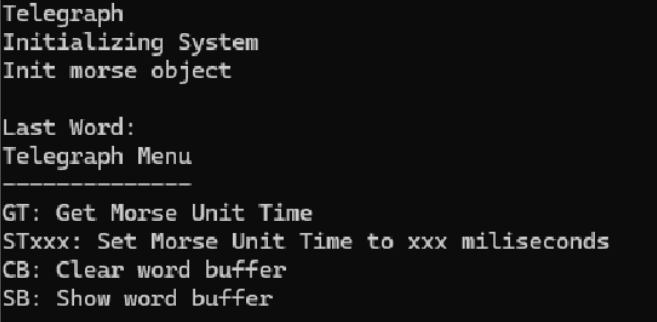 Telegraph
Initializing System
Init morse object
Last Word:
Telegraph Menu
--------------
GT: Get Morse Unit Time
STxxx: Set Morse Unit Time to xxx miliseconds
CB: Clear word buffer
SB: Show word buffer